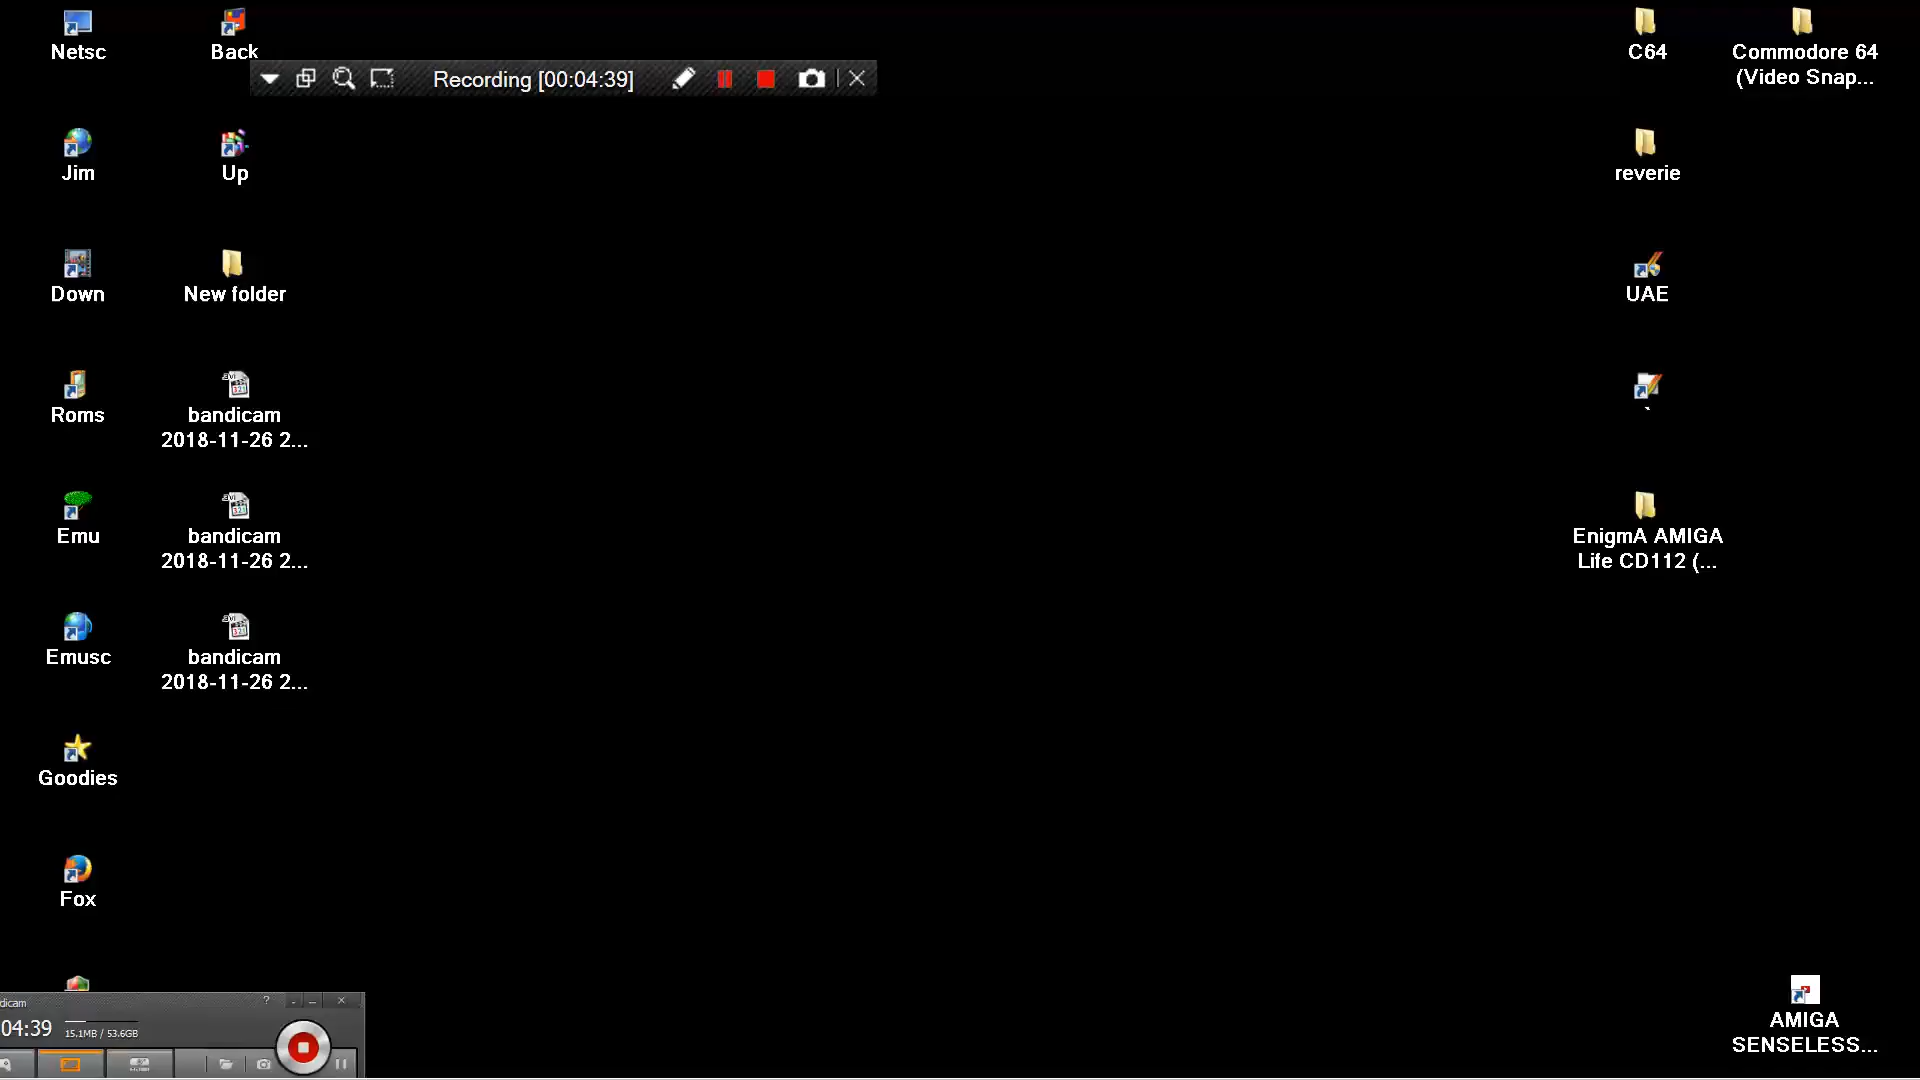 Netsc
Back
C64
Commodore 64
(Video Snap...
Recording [00:04:39]
Jim
Up
reverie
Down
New folder
UAE
Roms
bandicam
2018-11-26 2...
Emu
bandicam
2018-11-26 2...
EnigmA AMIGA
Life CD112 (...
Emusc
bandicam
2018-11-26 2...
Goodies
Fox
dicam
?
04:39
15.1MB / 53.6GB
AMIGA
SENSELESS...